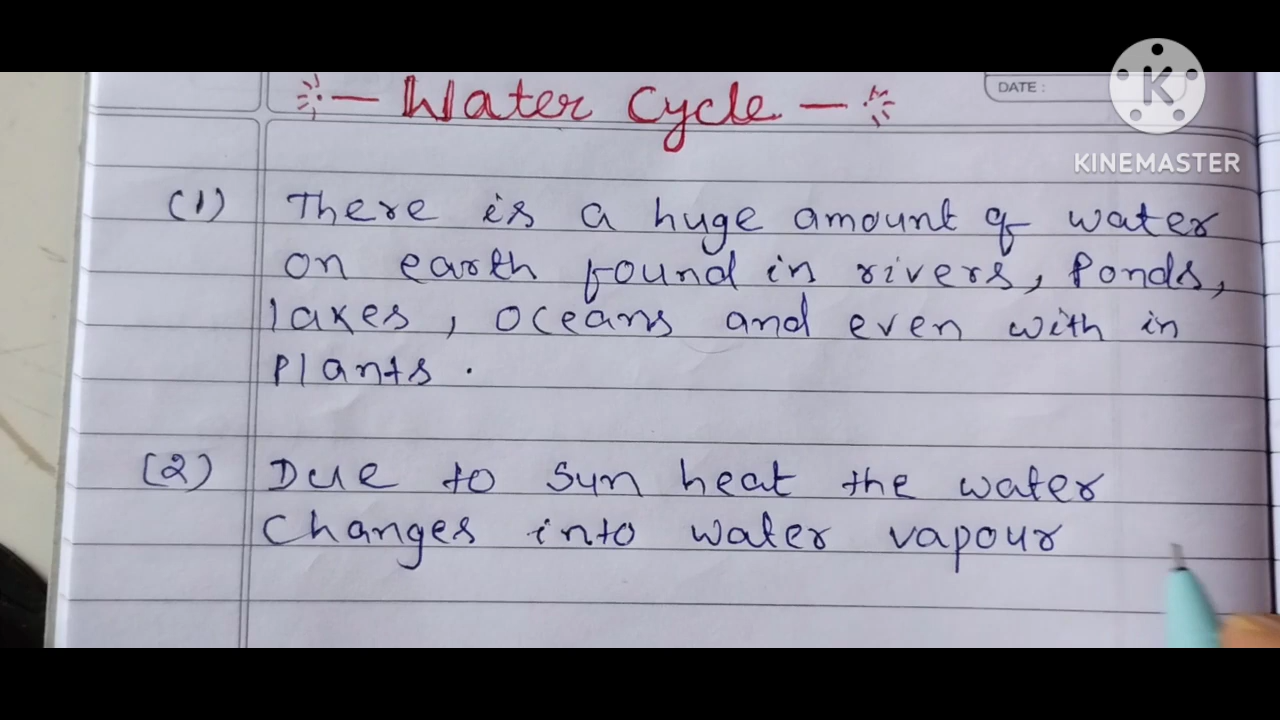 Water Cycle
DATE :
KINEMASTER
(1) There is a huge amount of water
on earth found in rivers, Ponds,
lakes, oceans and even with in
Plants.
(2) Due to sun heat the water
Changes into water vapour